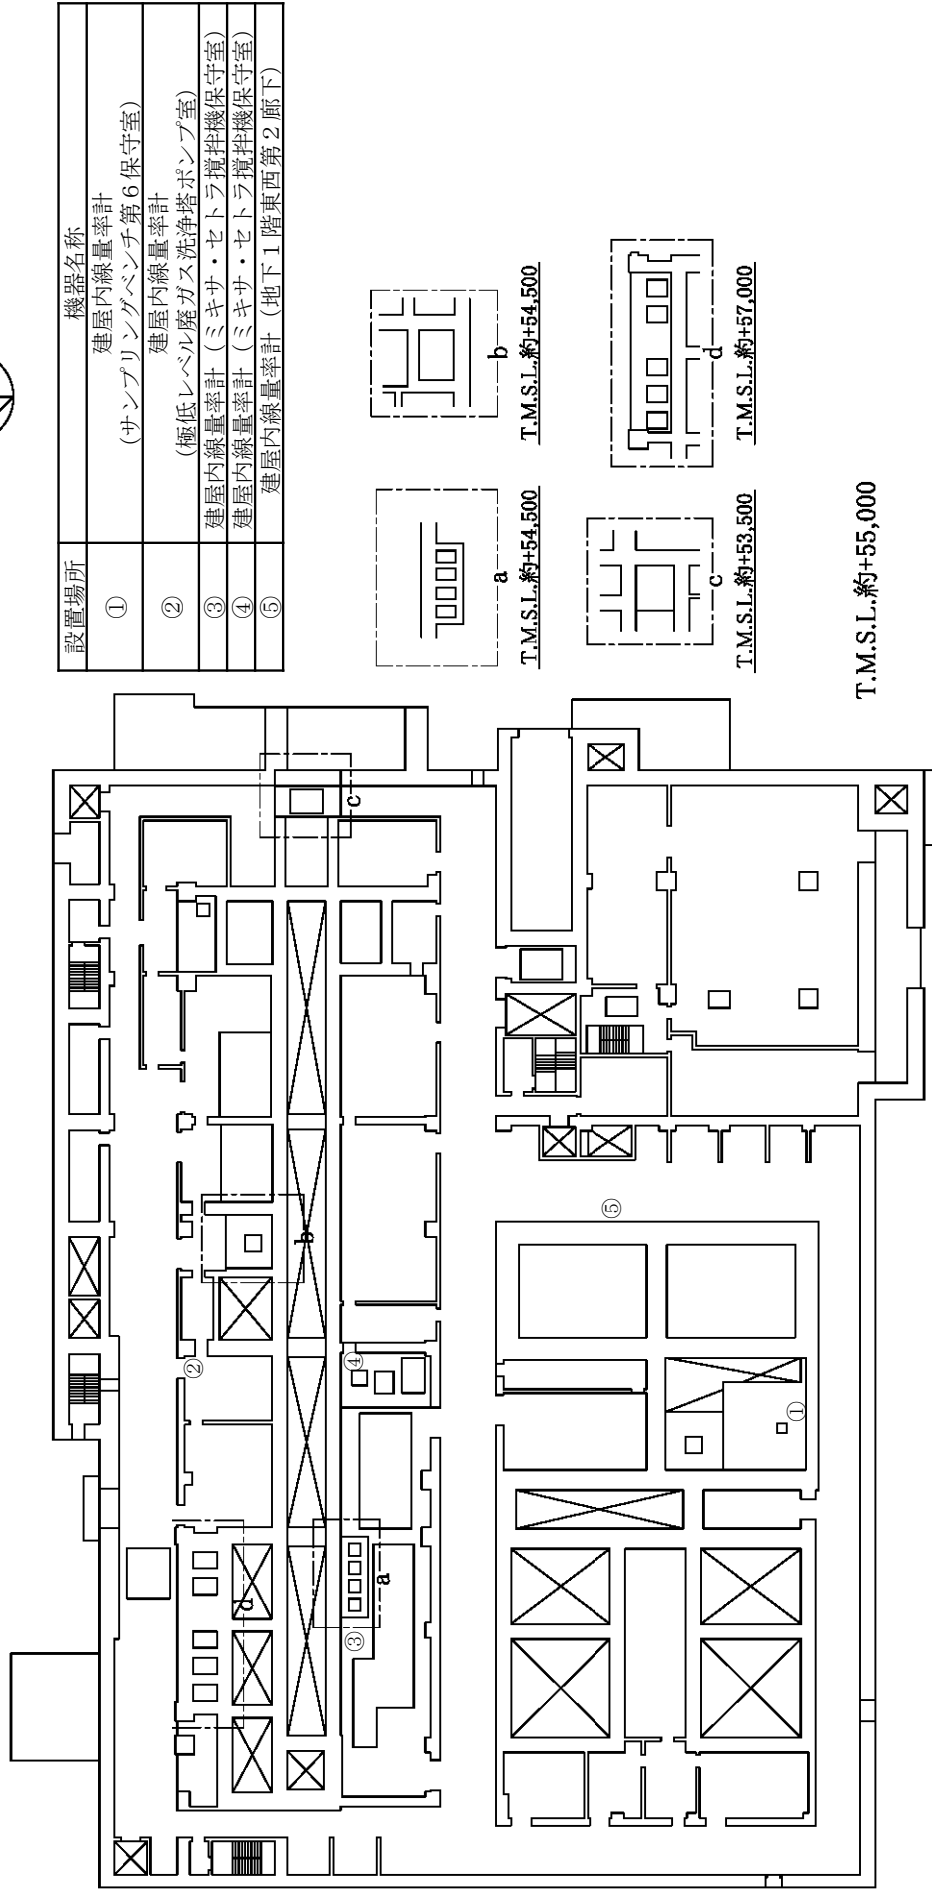 設置場所
機器名称
①
建屋内線量率計
(サンプリングベンチ第6保守室)
②
建屋内線量率計
(極低レベル廃ガス洗浄塔ポンプ室)
③
建屋内線量率計 (ミキサ・セトラ攪拌機保守室)
④
建屋内線量率計 (ミキサ・セトラ攪拌機保守室)
⑤
建屋内線量率計 (地下1階東西第2廊下)
a
T.M.S.L.約+54,500
b
T.M.S.L.約+54,500
c
T.M.S.L.約+53,500
d
T.M.S.L.約+57,000
T.M.S.L.約+55,000
c
b
②
④
d
a
③
⑤
①